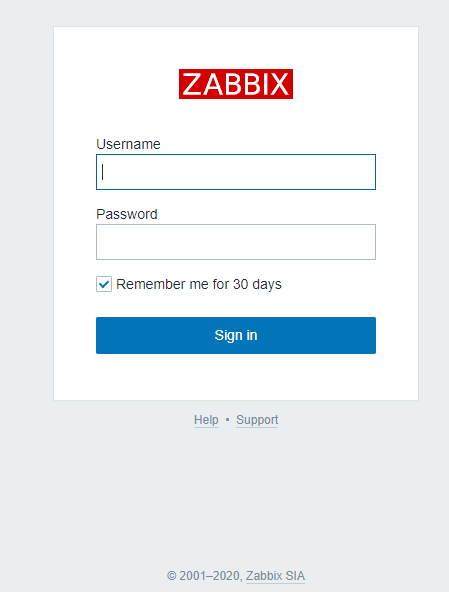 ZABBIX
Username
Password
Remember me for 30 days
Sign in
Help • Support
© 2001–2020, Zabbix SIA